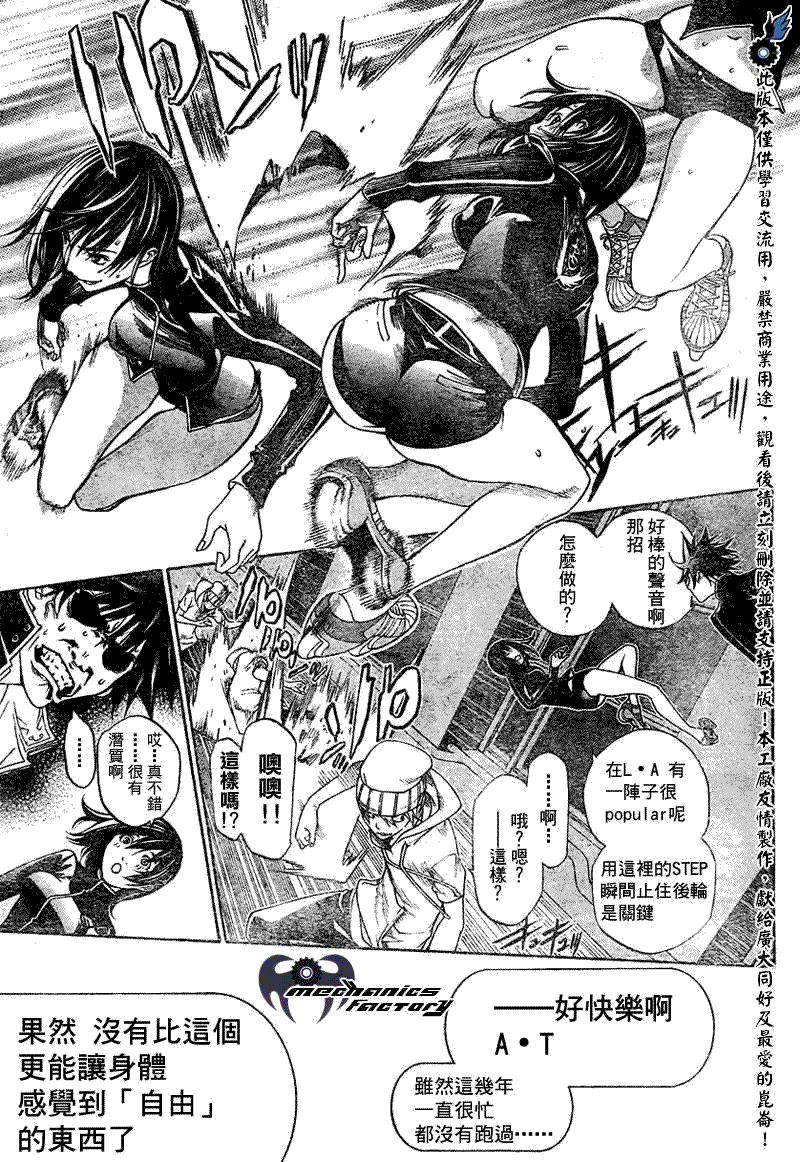 此版本僅供學習交流用，嚴禁商業用途，觀看後請立刻刪除並請支持正版！本工廠友情製作，獻給廣大同好及最愛的崑崙！
好棒的聲音啊
那招
怎麼做的？
在L•A 有
一陣子很
popular呢
用這裡的STEP
瞬間止住後輪
是關鍵
……啊…
哦？嗯？
——這樣？
噢噢！！
這樣嗎！？
哎…真不錯
……很有
潛質啊
……
mechanics
Factory
——好快樂啊
A•T
雖然這幾年
一直很忙
都沒有跑過……
果然 沒有比這個
更能讓身體
感覺到「自由」
的東西了